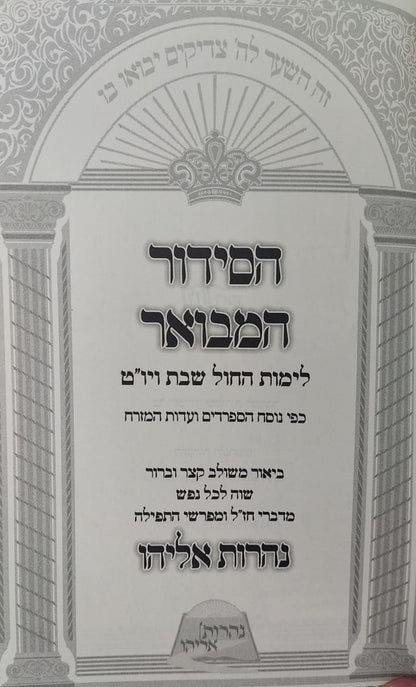 זה השער לה' צדיקים יבואו בו
הסידור
המבואר
לימות החול שבת ויו"ט
כפי נוסח הספרדים ועדות המזרח
ביאור משולב קצר וברור
שוה לכל נפש
מדברי חז"ל ומפרשי התפילה
נהרות אליהו
נהרות
אליהו